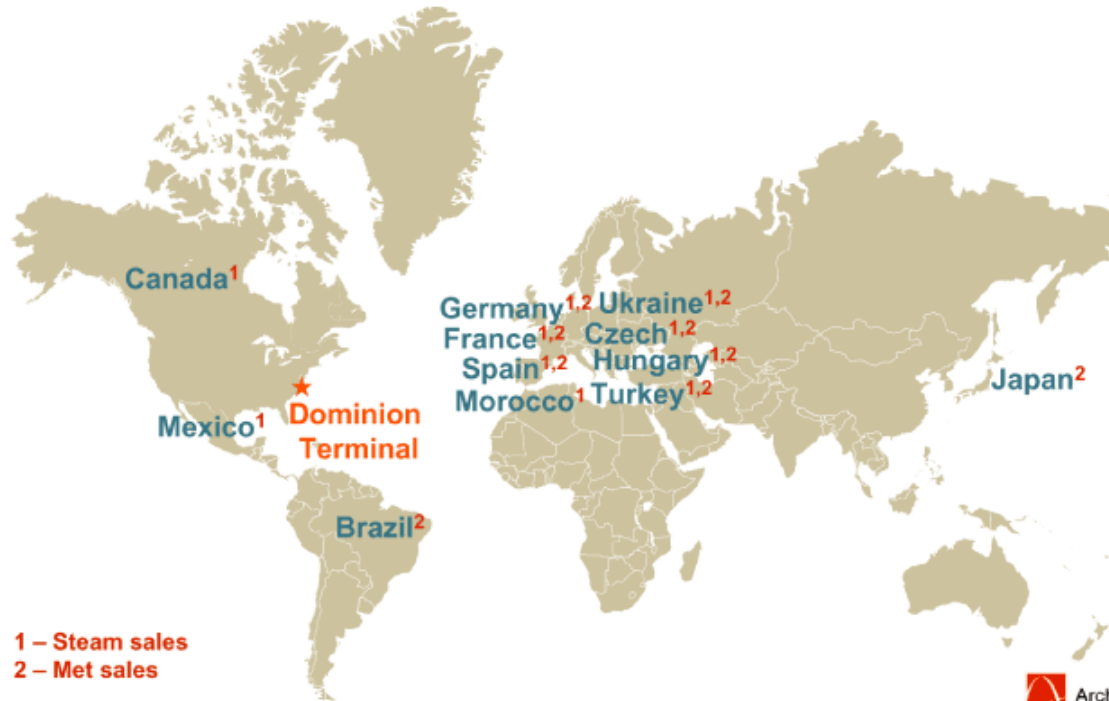 Canada1
Germany1,2
Ukraine1,2
France1,2
Czech1,2
Spain1,2
Hungary1,2
Morocco1
Turkey1,2
Japan2
Mexico1
Dominion
Terminal
Brazil2
1 – Steam sales
2 – Met sales
Arch